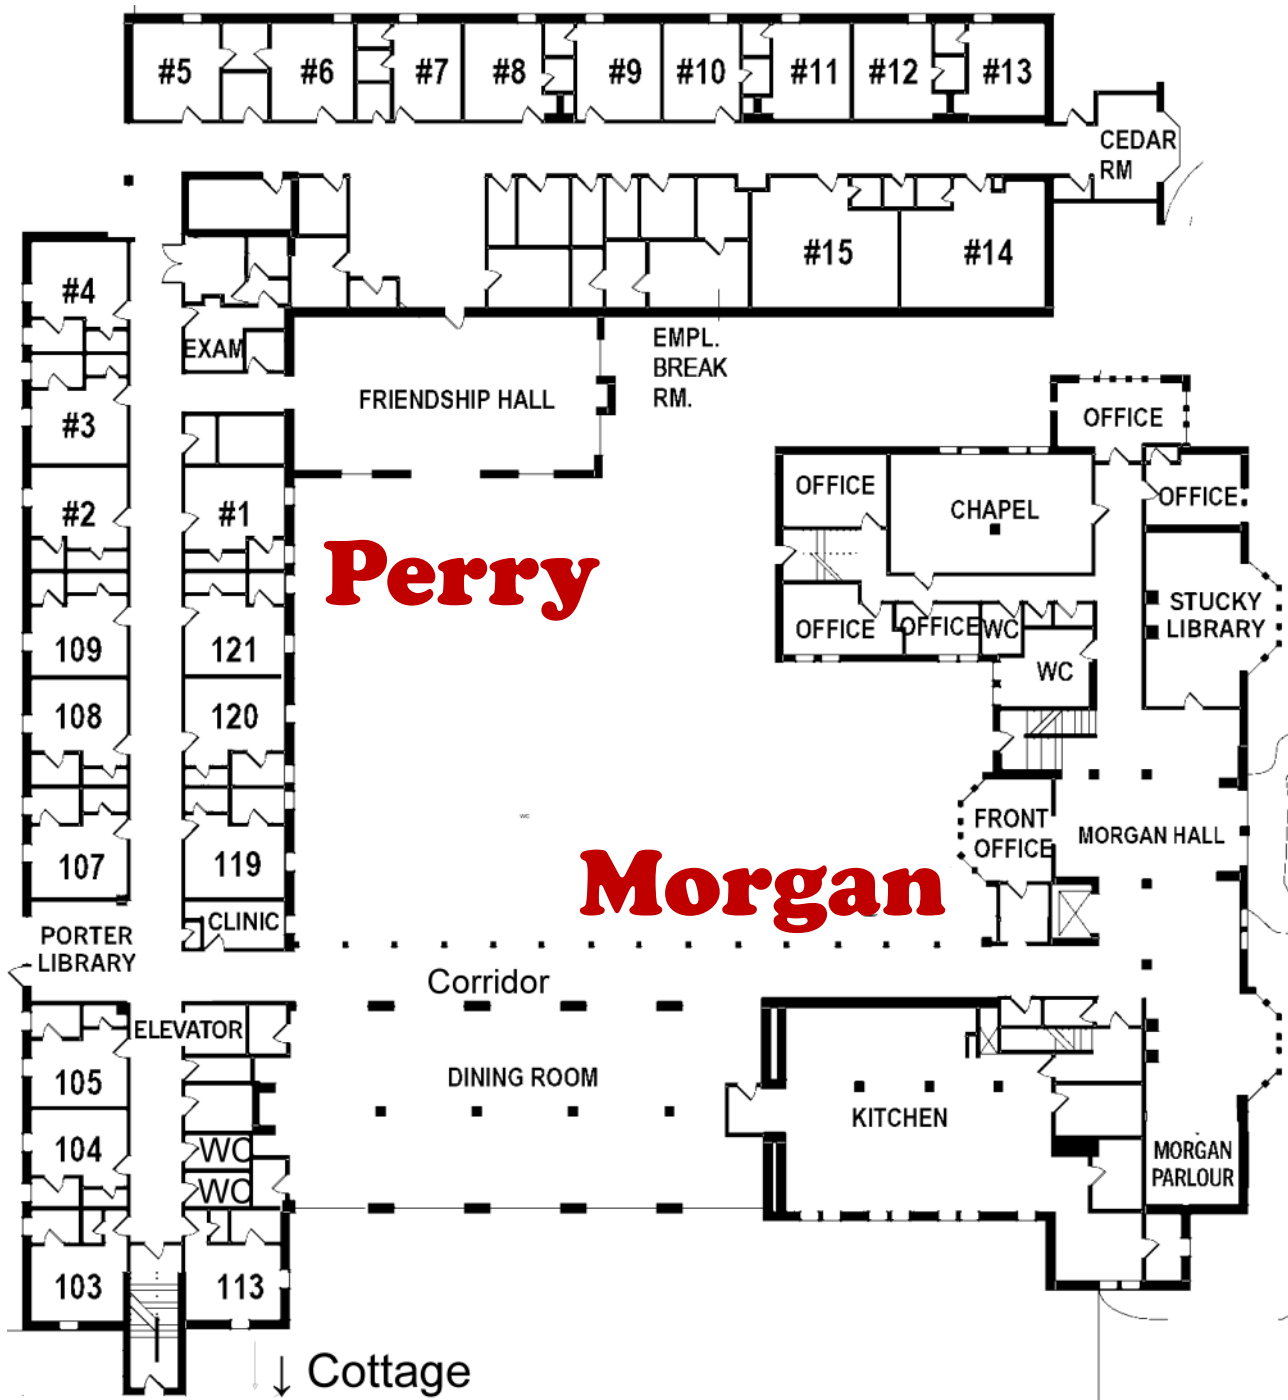 #5
#6
#7
#8
#9
#10
#11
#12
#13
CEDAR
RM
#15
#14
#4
EXAM
EMPL.
BREAK
RM.
FRIENDSHIP HALL
#3
OFFICE
#2
#1
OFFICE
CHAPEL
OFFICE
Perry
STUCKY
LIBRARY
OFFICE
OFFICE
WC
109
121
WC
108
120
WC
FRONT
OFFICE
MORGAN HALL
107
119
Morgan
CLINIC
PORTER
LIBRARY
Corridor
ELEVATOR
105
DINING ROOM
KITCHEN
104
WC
MORGAN
PARLOUR
WC
103
113
Cottage